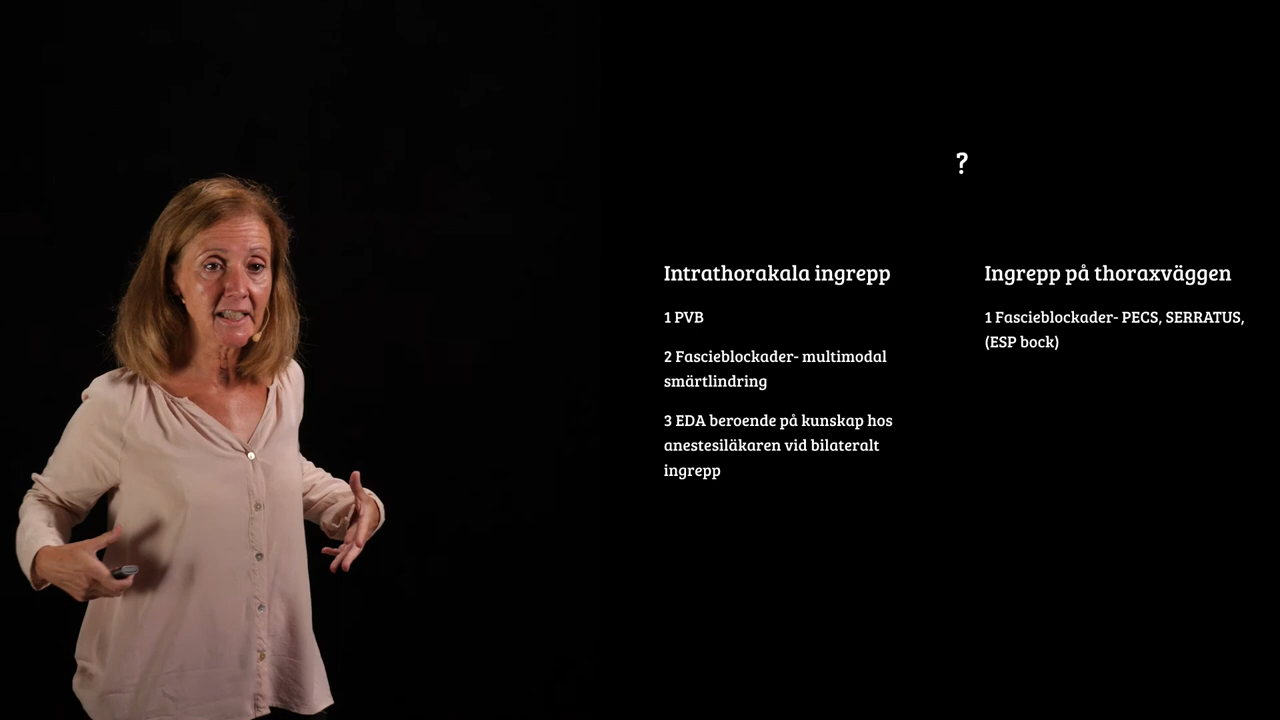 ?
Intrathorakala ingrepp
1 PVB
2 Fascieblockader- multimodal
smärtlindring
3 EDA beroende på kunskap hos
anestesiläkaren vid bilateralt
ingrepp
Ingrepp på thoraxväggen
1 Fascieblockader- PECS, SERRATUS,
(ESP bock)